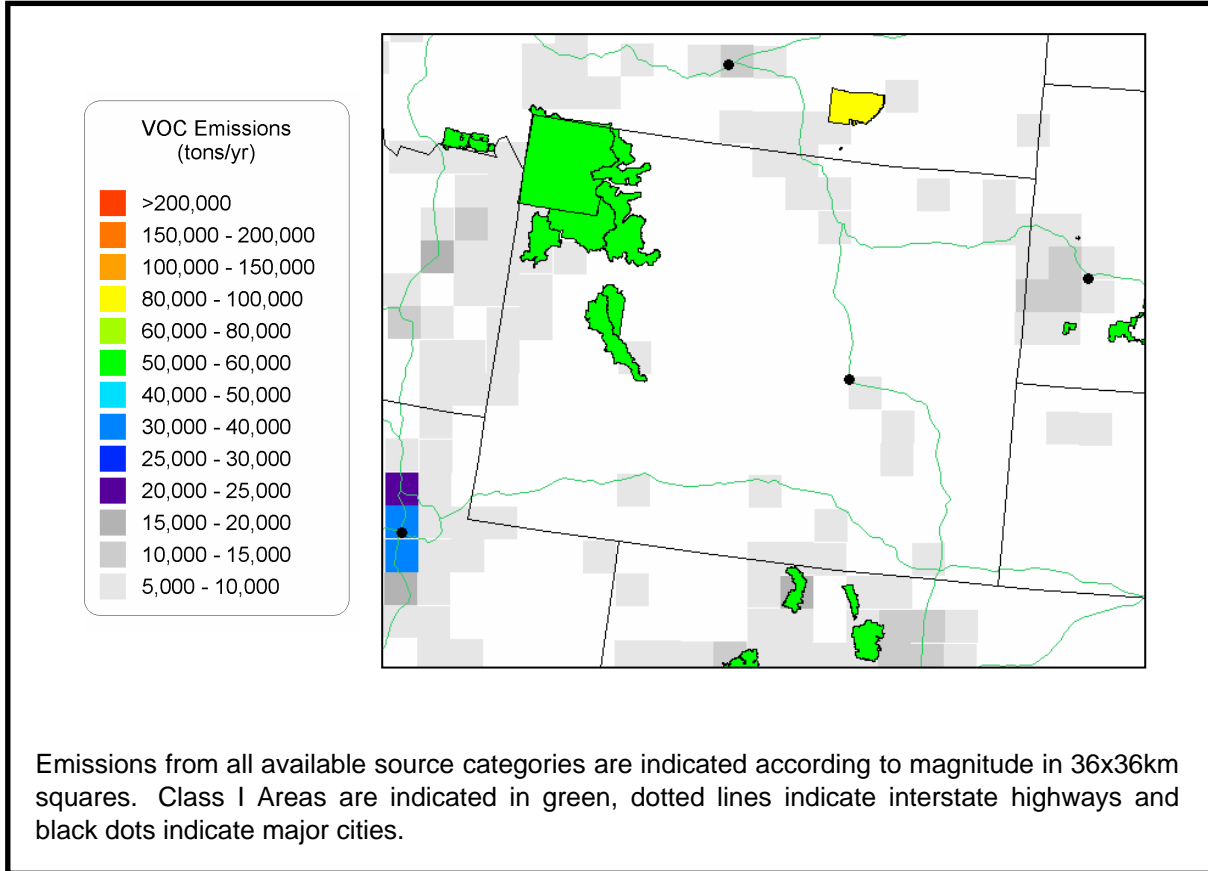 VOC Emissions
(tons/yr)
>200,000
150,000 - 200,000
100,000 - 150,000
80,000 - 100,000
60,000 - 80,000
50,000 - 60,000
40,000 - 50,000
30,000 - 40,000
25,000 - 30,000
20,000 - 25,000
15,000 - 20,000
10,000 - 15,000
5,000 - 10,000
Emissions from all available source categories are indicated according to magnitude in 36x36km
squares. Class I Areas are indicated in green, dotted lines indicate interstate highways and
black dots indicate major cities.